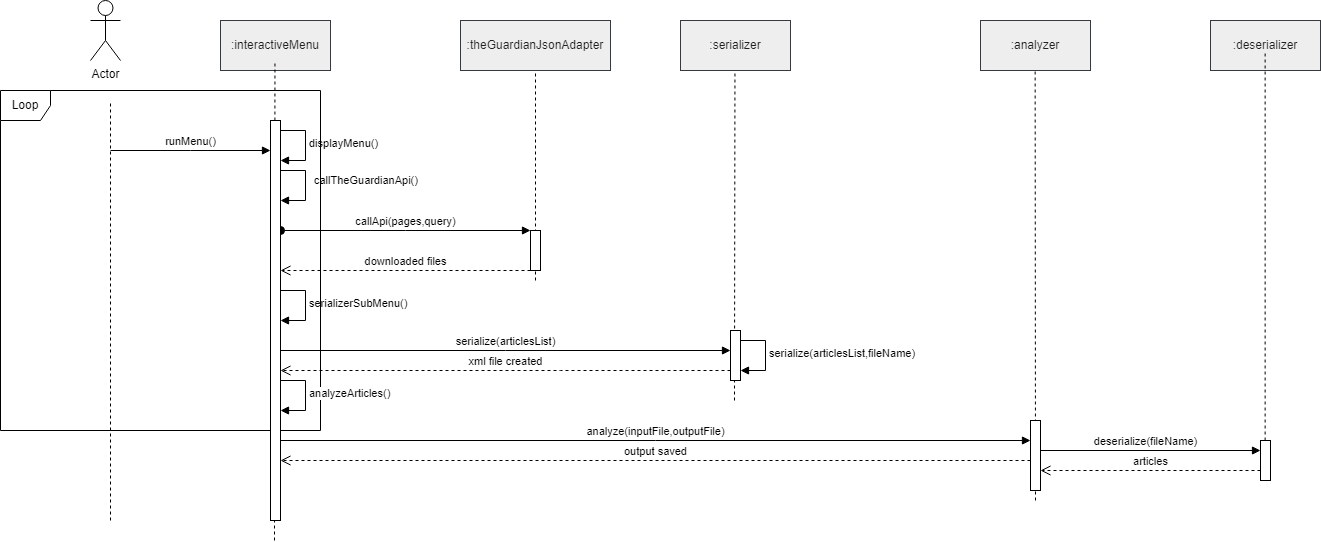 :interactiveMenu
:theGuardianJsonAdapter
:serializer
:analyzer
:deserializer
Actor
Loop
runMenu()
displayMenu()
callTheGuardianApi()
callApi(pages,query)
downloaded files
serializerSubMenu()
serialize(articlesList)
serialize(articlesList,fileName)
xml file created
analyzeArticles()
analyze(inputFile,outputFile)
deserialize(fileName)
output saved
articles